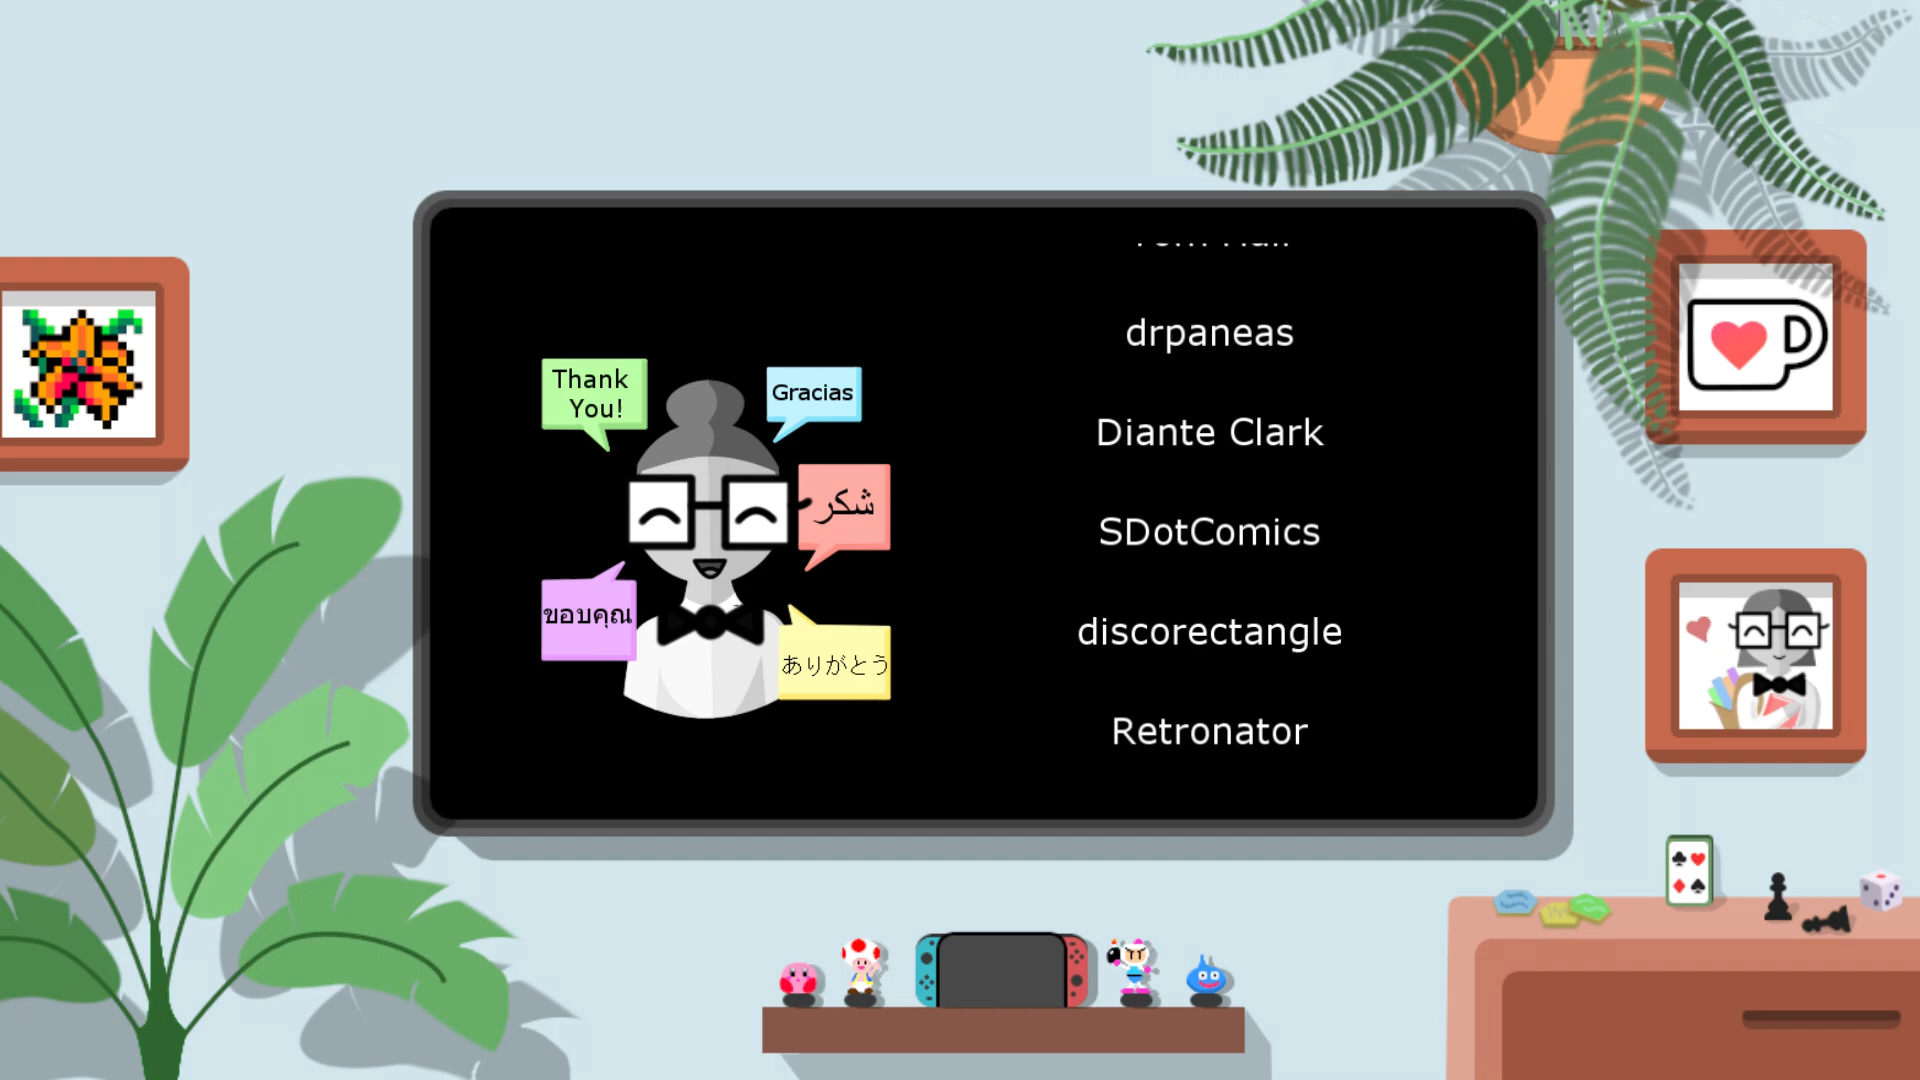 Thank
You!
Gracias
شكر
ขอบคุณ
ありがとう
drpaneas
Diante Clark
SDotComics
discorectangle
Retronator